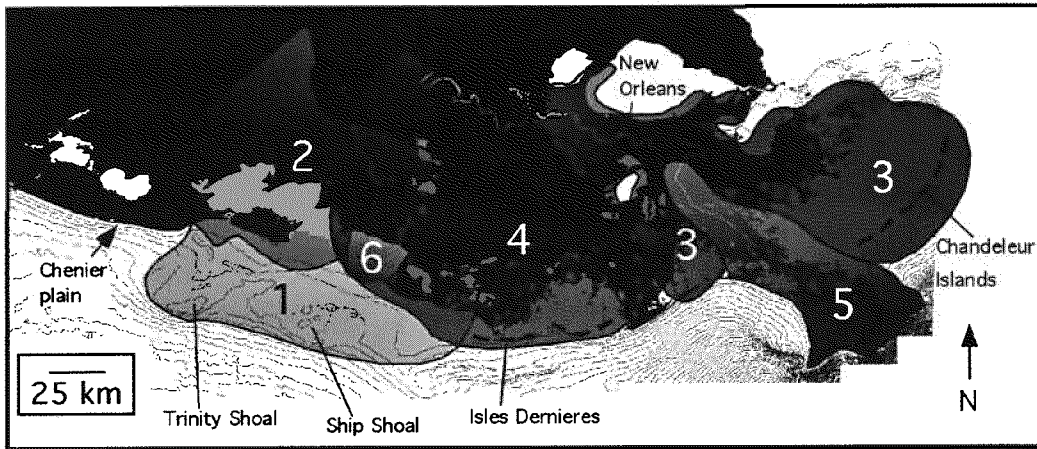 New
Orleans
2
3
4
3
6
Chandeleur
Islands
Chenier
plain
1
5
25 km
N
Trinity Shoal
Ship Shoal
Isles Dernieres